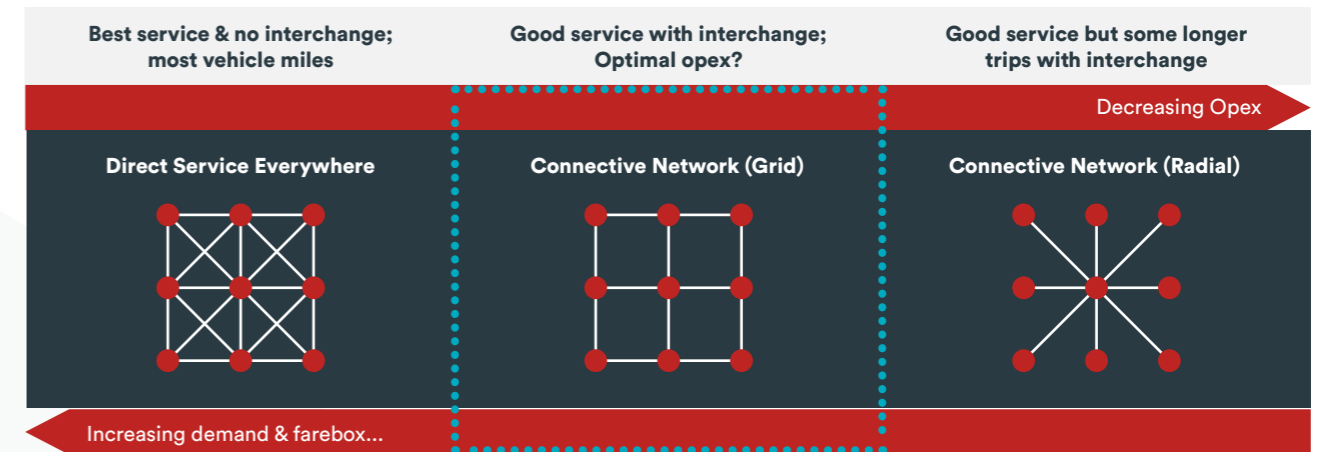 Best service & no interchange;
most vehicle miles
Good service with interchange;
Optimal opex?
Good service but some longer
trips with interchange
Decreasing Opex
Direct Service Everywhere
Connective Network (Grid)
Connective Network (Radial)
Increasing demand & farebox...